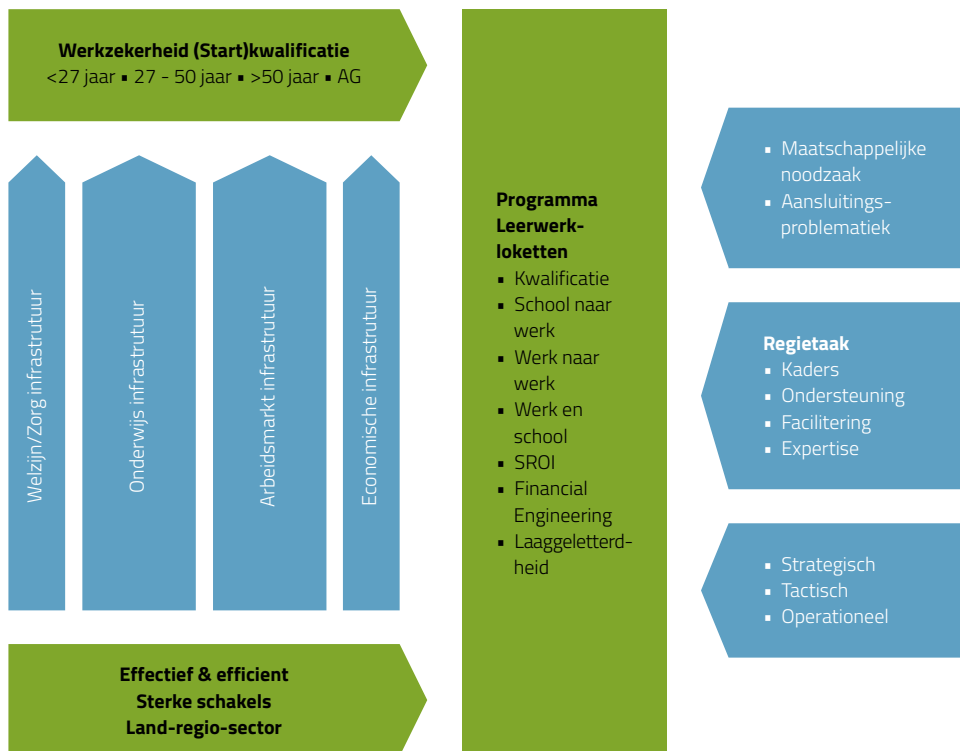 Werkzekerheid (Start)kwalificatie
<27 jaar ▪ 27 - 50 jaar ▪ >50 jaar ▪ AG
Welzijn/Zorg infrastrutuur
Onderwijs infrastrutuur
Arbeidsmarkt infrastrutuur
Economische infrastrutuur
Effectief & efficient
Sterke schakels
Land-regio-sector
Programma
Leerwerk-
loketten
▪ Kwalificatie
▪ School naar
werk
▪ Werk naar
werk
▪ Werk en
school
▪ SROI
▪ Financial
Engineering
▪ Laaggeletterd-
heid
▪ Maatschappelijke
noodzaak
▪ Aansluitings-
problematiek
Regietaak
▪ Kaders
▪ Ondersteuning
▪ Facilitering
▪ Expertise
▪ Strategisch
▪ Tactisch
▪ Operationeel